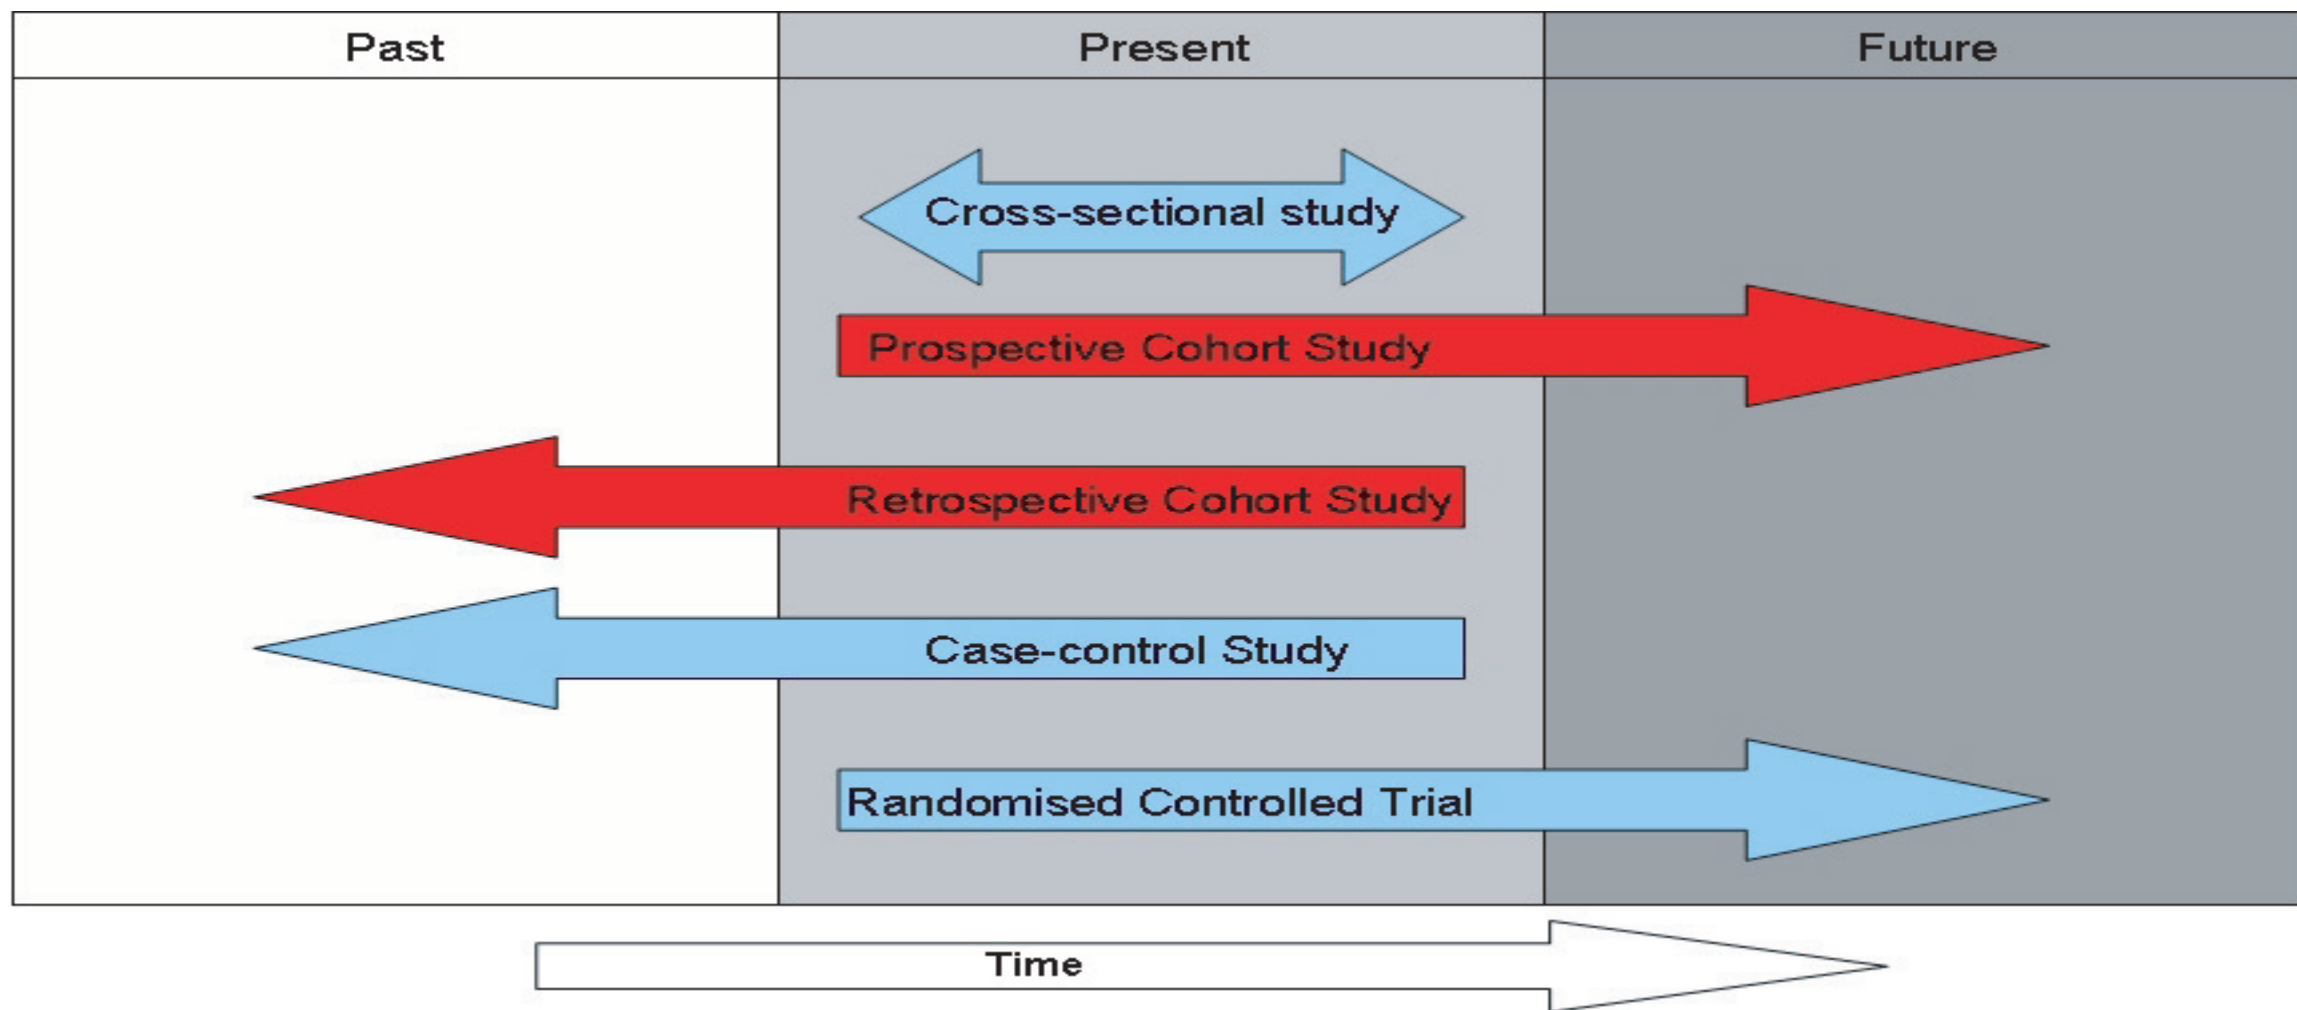 Past
Present
Future
Cross-sectional study
Prospective Cohort Study
Retrospective Cohort Study
Case-control Study
Randomised Controlled Trial
Time